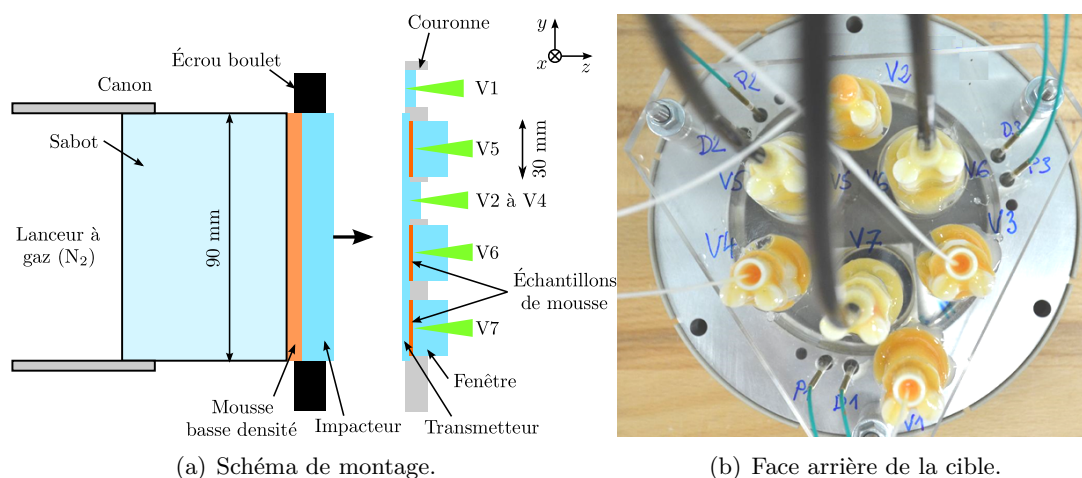 Couronne
y
x
z
Écrou boulet
Canon
Sabot
V1
V5
30 mm
V2 à V4
90 mm
Lanceur à
gaz (N₂)
V6
Échantillons
de mousse
V7
Fenêtre
Mousse
basse densité
Impacteur
Transmetteur
(a) Schéma de montage.
V2
P2
D2
D3
P3
V5
V5
V6
V6
V4
V7
V3
P1
D1
V1
(b) Face arrière de la cible.